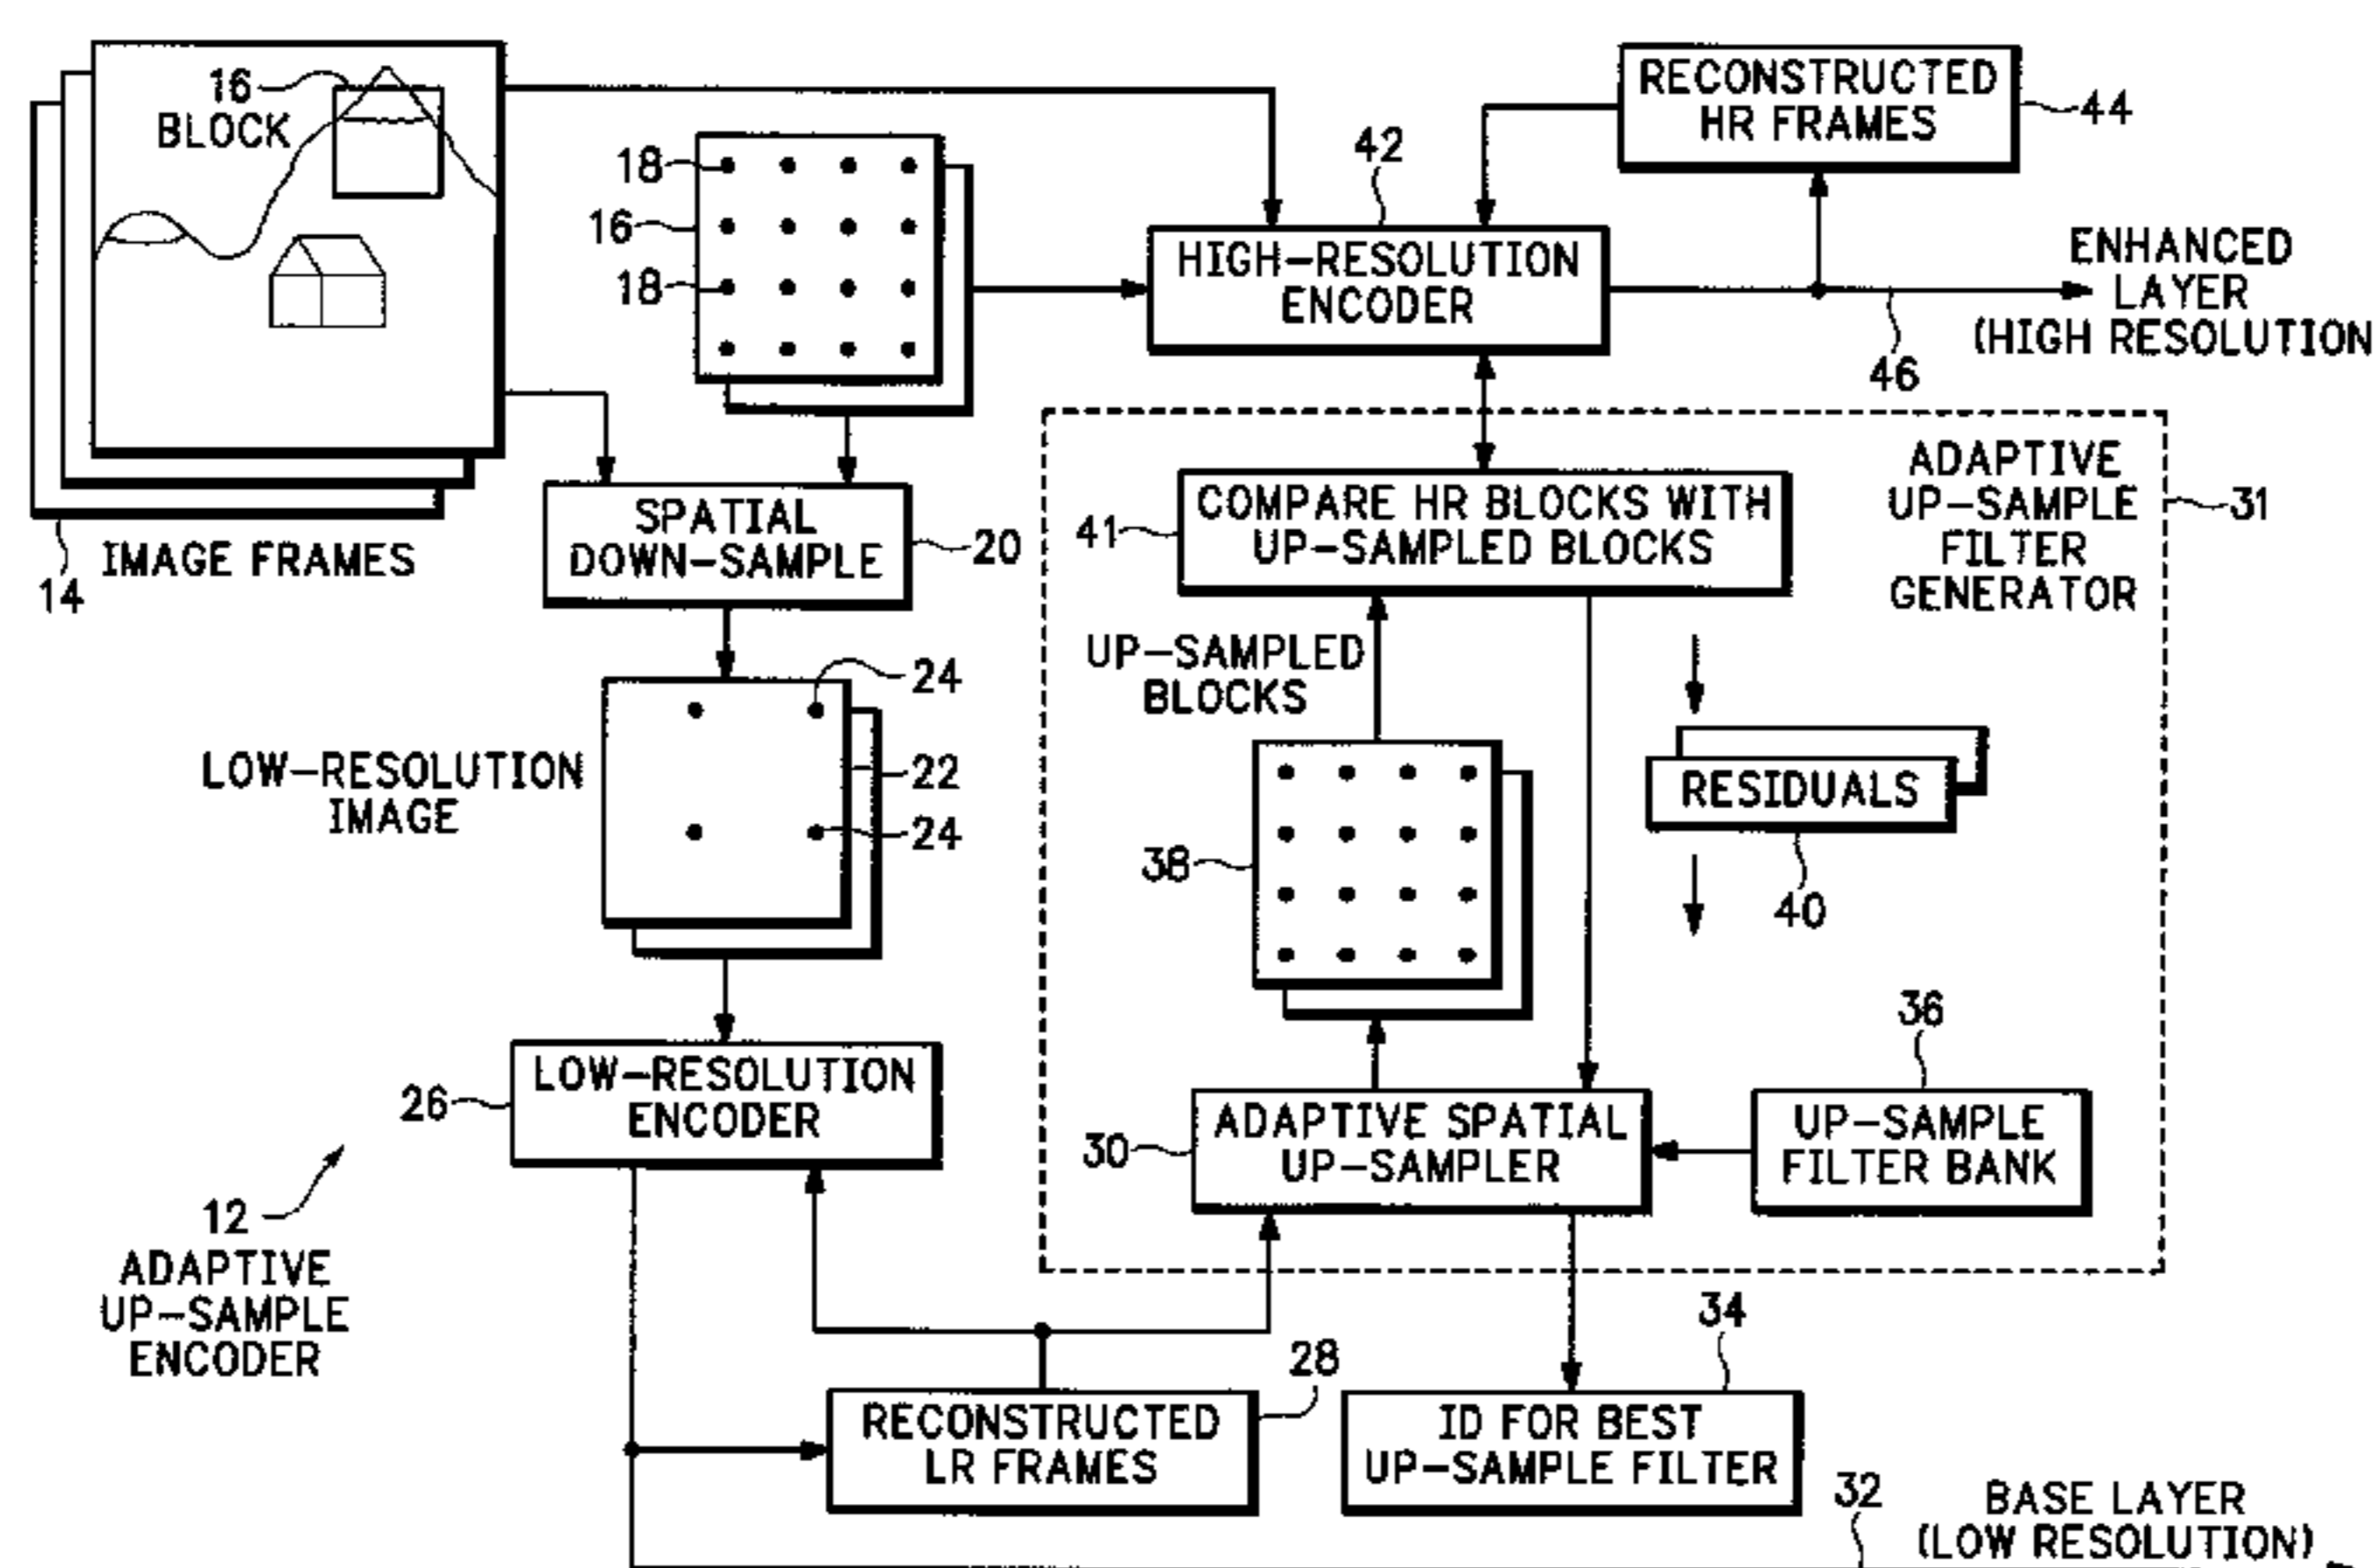 16
BLOCK
14
IMAGE FRAMES
18
16
18
SPATIAL
DOWN-SAMPLE
20
42
HIGH-RESOLUTION
ENCODER
RECONSTRUCTED
HR FRAMES
44
ENHANCED
LAYER
(HIGH RESOLUTION
46
LOW-RESOLUTION
IMAGE
24
22
24
26
LOW-RESOLUTION
ENCODER
12
ADAPTIVE
UP-SAMPLE
ENCODER
ADAPTIVE
UP-SAMPLE
FILTER
GENERATOR
31
41
COMPARE HR BLOCKS WITH
UP-SAMPLED BLOCKS
UP-SAMPLED
BLOCKS
38
RESIDUALS
40
30
ADAPTIVE SPATIAL
UP-SAMPLER
36
UP-SAMPLE
FILTER BANK
28
RECONSTRUCTED
LR FRAMES
34
ID FOR BEST
UP-SAMPLE FILTER
32
BASE LAYER
(LOW RESOLUTION)